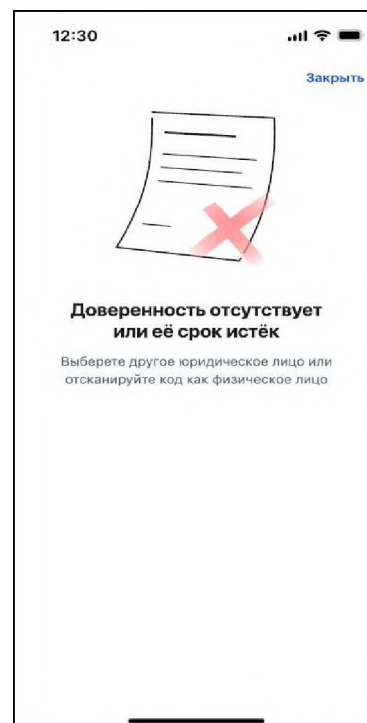 12:30
Закрыть
Доверенность отсутствует
или её срок истёк
Выберете другое юридическое лицо или
отсканируйте код как физическое лицо